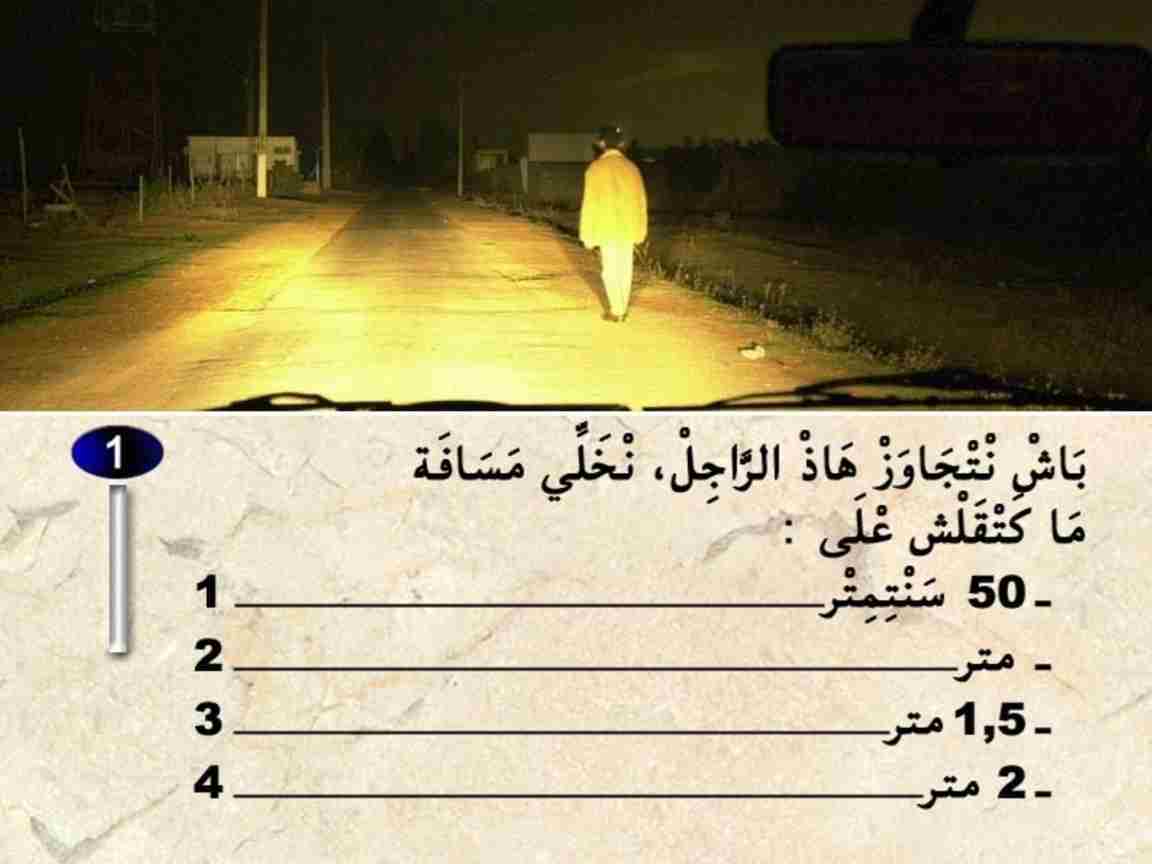 1
بَاشْ نْتْجَاوَزْ هَاذْ الرَّاجِلْ، نْخَلِّي مَسَافَة
مَا كَتْقَلْش عْلَى :
ـ 50 سَنْتِمِتْر 1
ـ متر 2
ـ 1,5 متر 3
ـ 2 متر 4